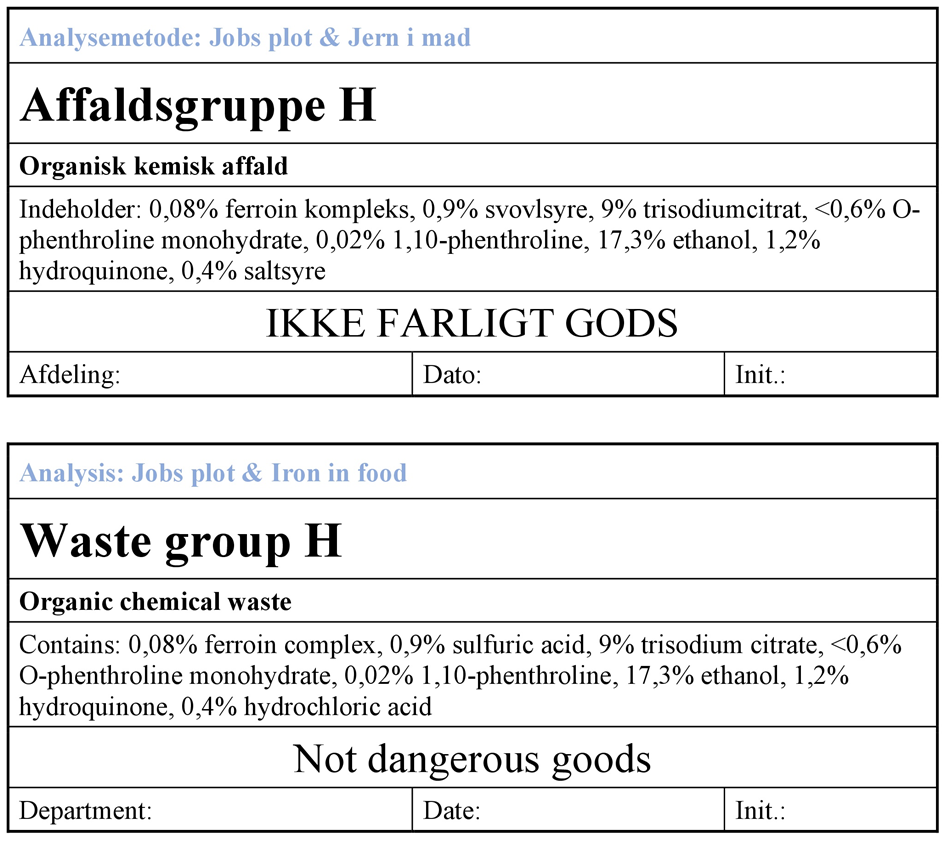 Analysemetode: Jobs plot & Jern i mad
Affaldsgruppe H
Organisk kemisk affald
Indeholder: 0,08% ferroin kompleks, 0,9% svovlsyre, 9% trisodiumcitrat, <0,6% O-
phenthroline monohydrate, 0,02% 1,10-phenthroline, 17,3% ethanol, 1,2%
hydroquinone, 0,4% saltsyre
IKKE FARLIGT GODS
Afdeling: Dato: Init.:
Analysis: Jobs plot & Iron in food
Waste group H
Organic chemical waste
Contains: 0,08% ferroin complex, 0,9% sulfuric acid, 9% trisodium citrate, <0,6%
O-phenthroline monohydrate, 0,02% 1,10-phenthroline, 17,3% ethanol, 1,2%
hydroquinone, 0,4% hydrochloric acid
Not dangerous goods
Department: Date: Init.: